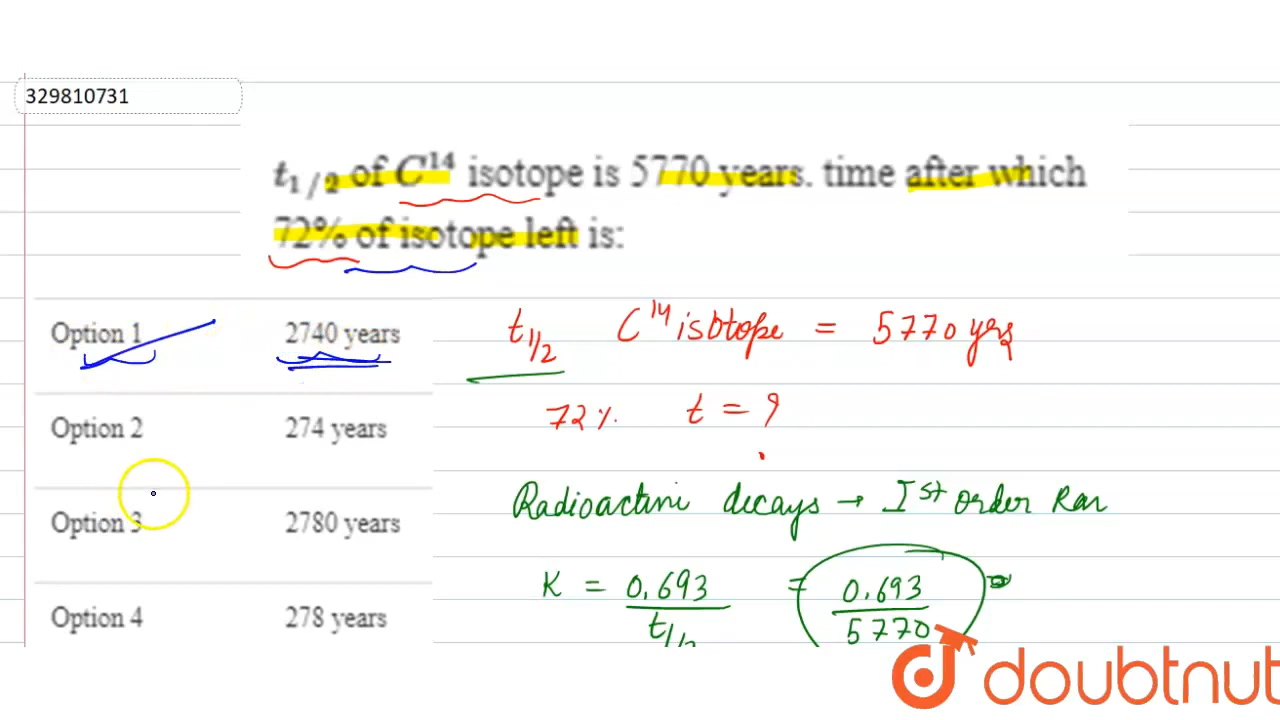 329810731
t1/2 of C14 isotope is 5770 years. time after which
72% of isotope left is:
Option 1 2740 years
Option 2 274 years
Option 3 2780 years
Option 4 278 years
t1/2 C14 isotope = 5770 yrs
72%. t = ?
Radioactive decays → Ist order
K = 0.693 / t1/2 = 0.693 / 5770
doubtnut